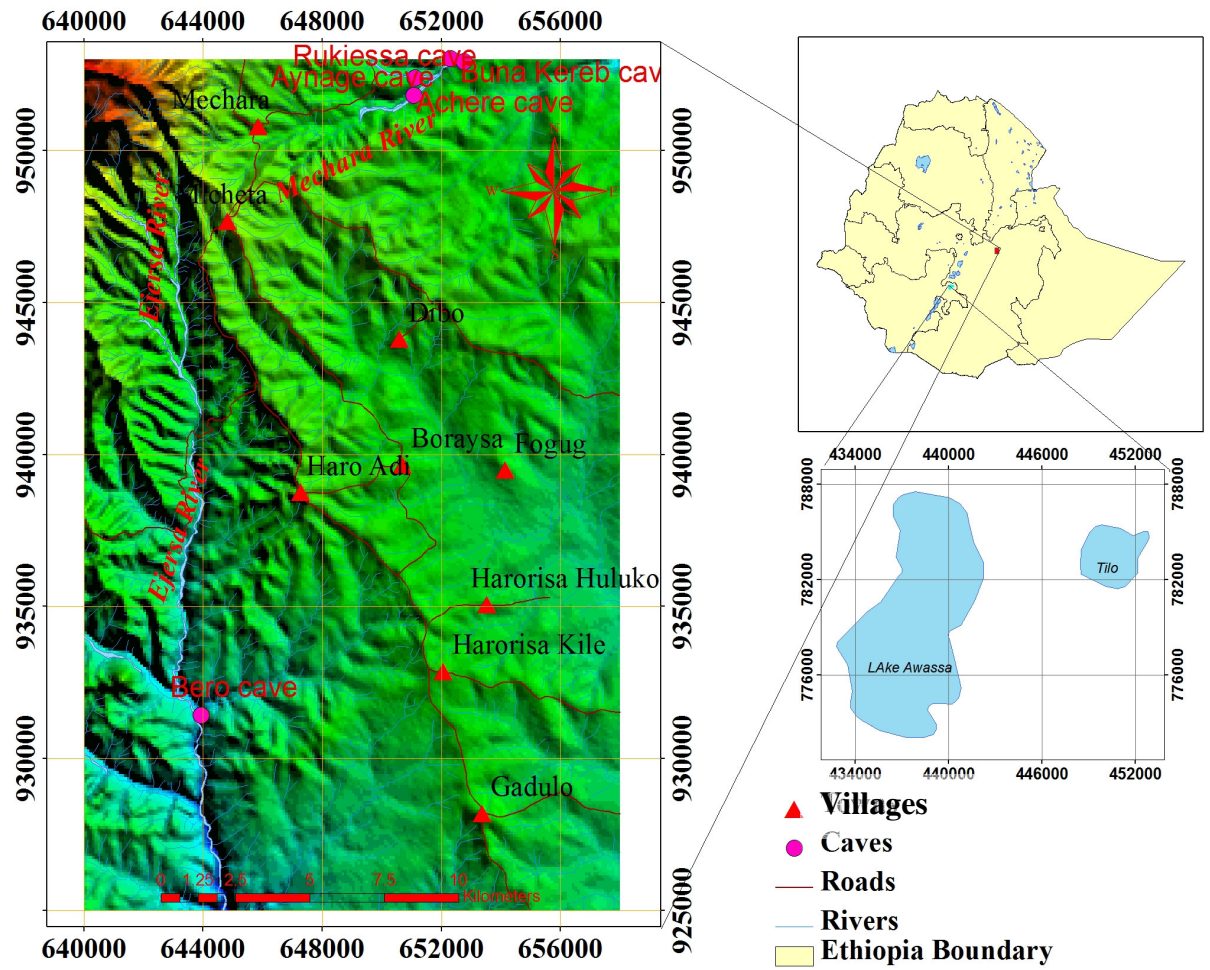 640000 644000 648000 652000 656000
Rukiessa cave
Aynage cave
Buna Kereb cav
Achere cave
Mechara
Mechara River
950000
950000
N
W
E
S
Tcheta
Ejersa River
945000
945000
Dibo
Boraysa
Fogug
940000
940000
Haro Adi
Ejersa River
Harorisa Huluko
935000
935000
Harorisa Kile
Bero cave
930000
930000
Gadulo
0 1.25 2.5 5 7.5 10
Kilometers
925000
640000 644000 648000 652000 656000
434000 440000 446000 452000
788000
788000
Tilo
782000
782000
LAke Awassa
776000
776000
434000 440000 446000 452000
Villages
Caves
Roads
Rivers
Ethiopia Boundary